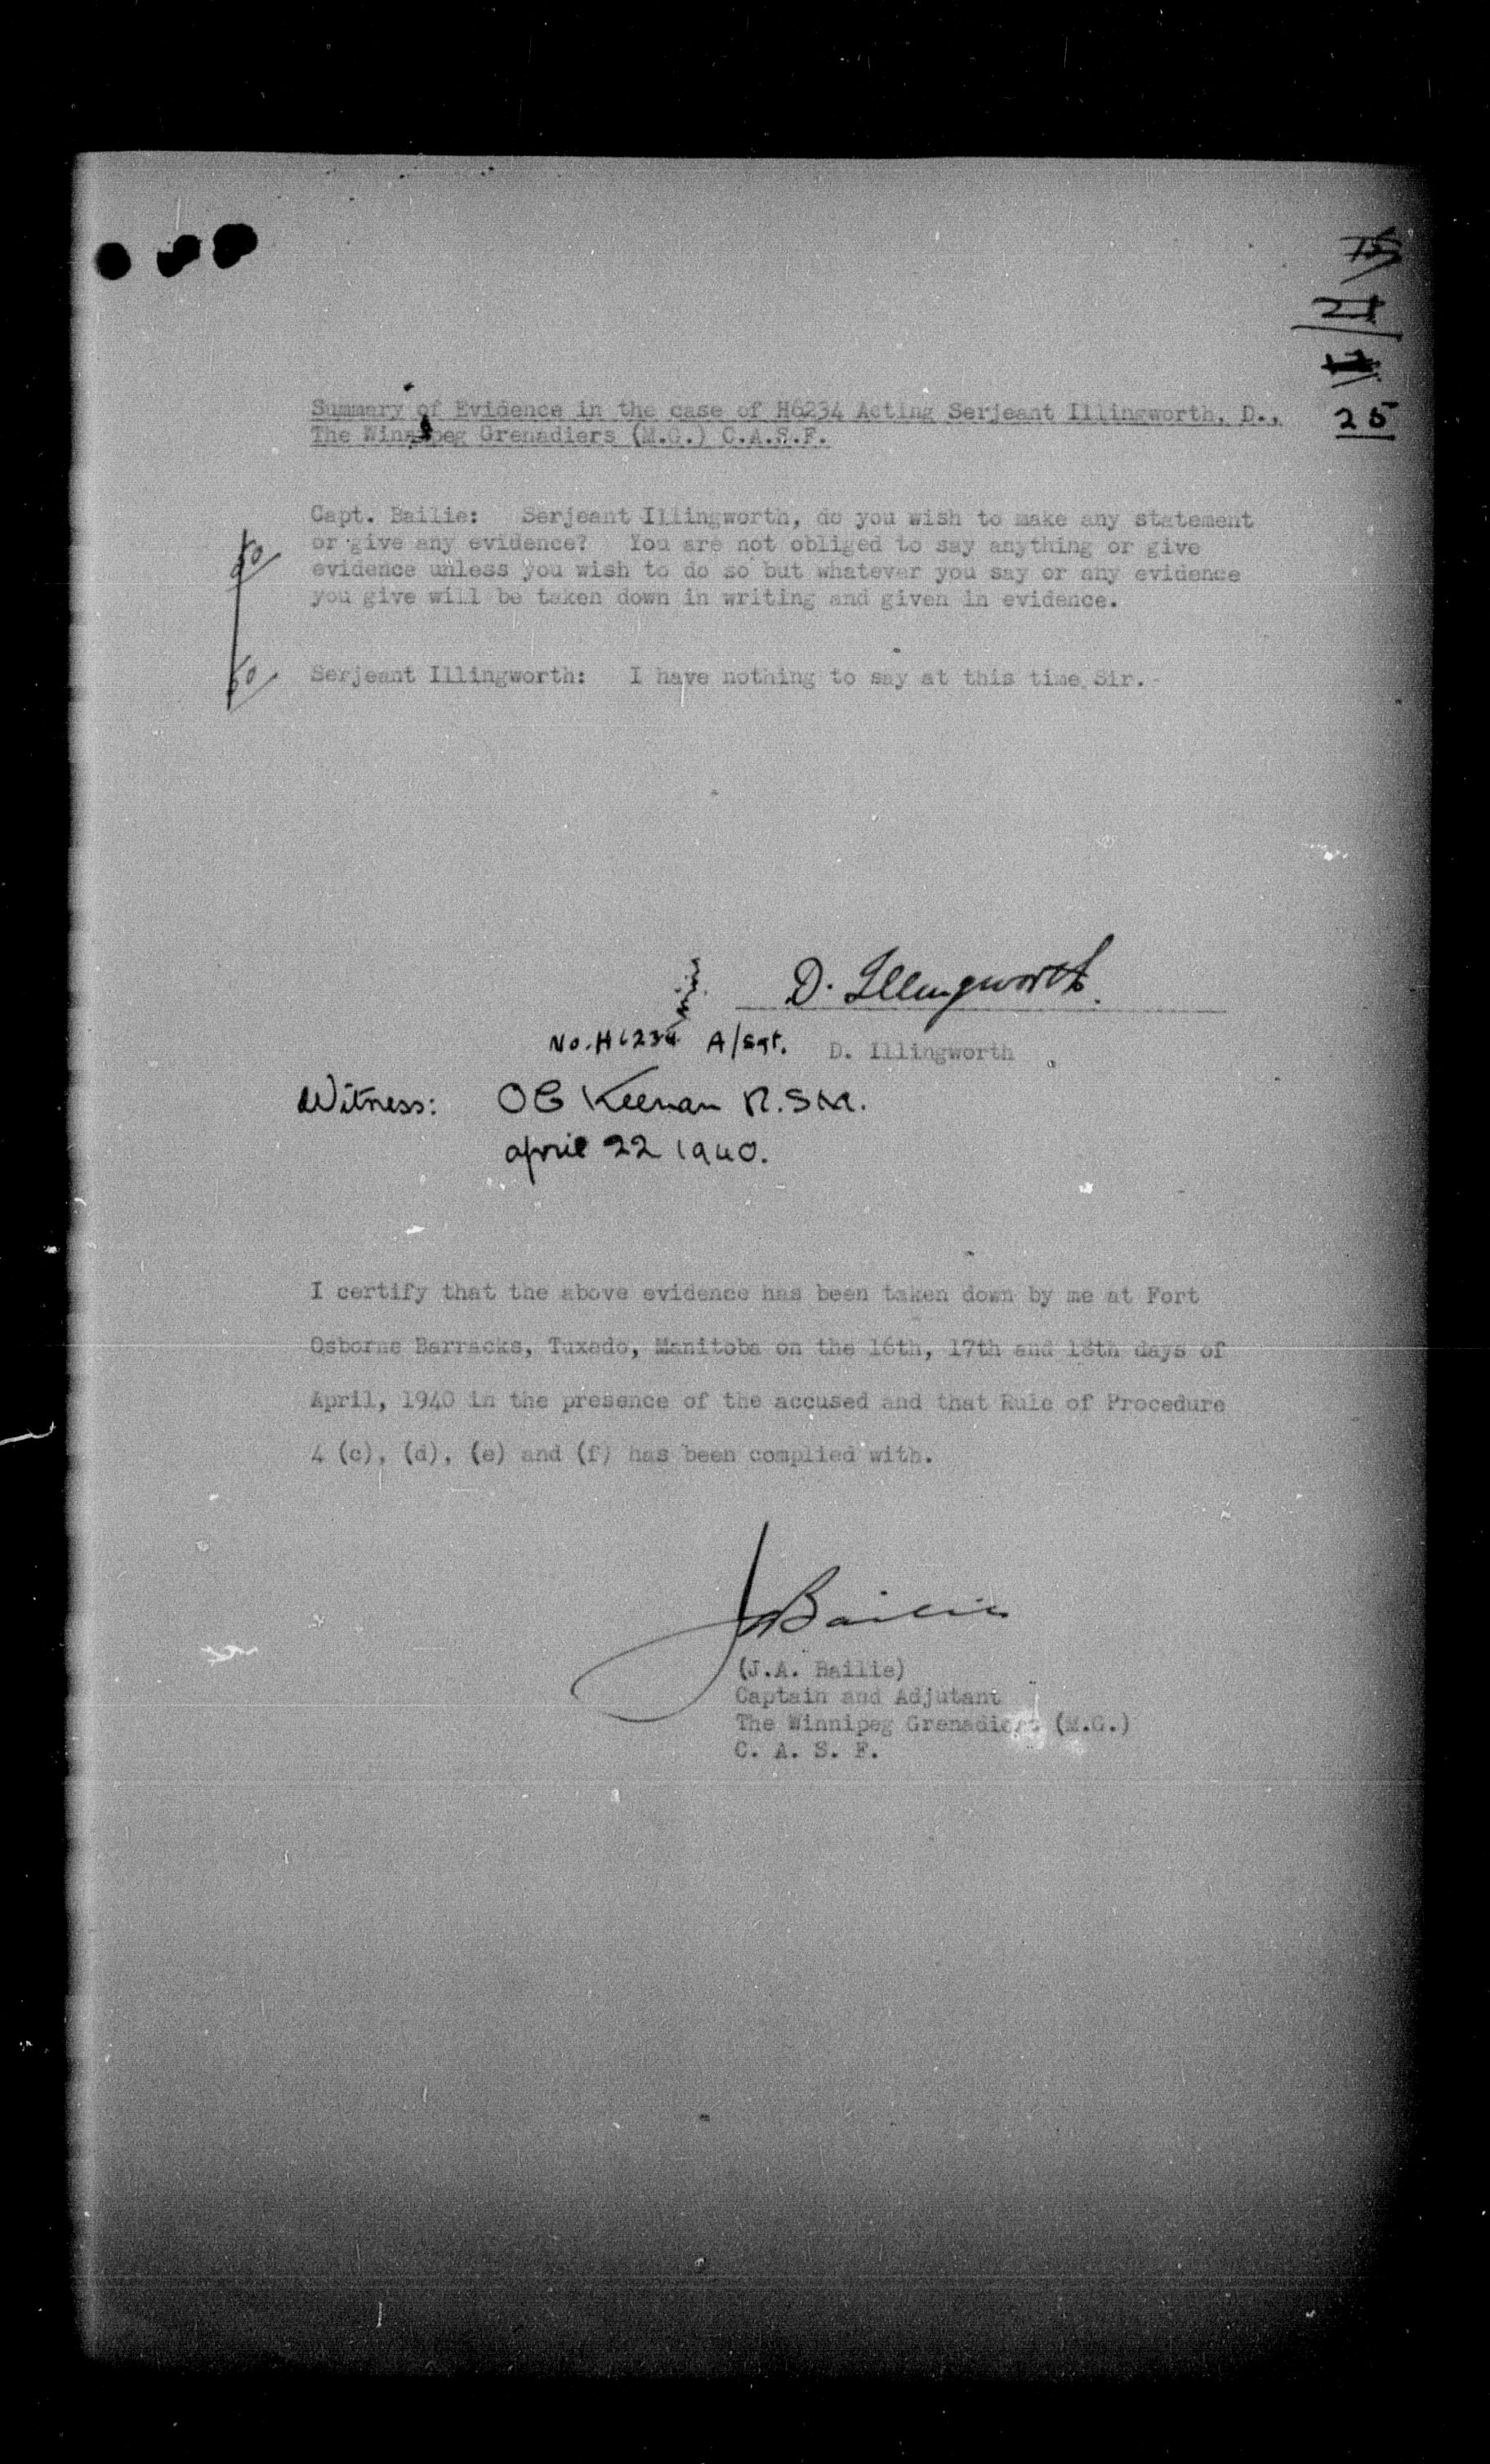 25
Summary of Evidence in the case of H6234 Acting Serjeant Illingworth, D.,
The Winnipeg Grenadiers (M.G.) C.A.S.F.
Capt. Bailie: Serjeant Illingworth, do you wish to make any statement
or give any evidence? You are not obliged to say anything or give
evidence unless you wish to do so but whatever you say or any evidence
you give will be taken down in writing and given in evidence.
Serjeant Illingworth: I have nothing to say at this time Sir.
D. Illingworth.
No. H6234 A/Sgt. D. Illingworth
Witness: OC Keenan R.S.M.
april 22 1940.
I certify that the above evidence has been taken down by me at Fort
Osborne Barracks, Tuxedo, Manitoba on the 16th, 17th and 18th days of
April, 1940 in the presence of the accused and that Rule of Procedure
4 (c), (d), (e) and (f) has been complied with.
JABailie
(J.A. Bailie)
Captain and Adjutant
The Winnipeg Grenadiers (M.G.)
C. A. S. F.